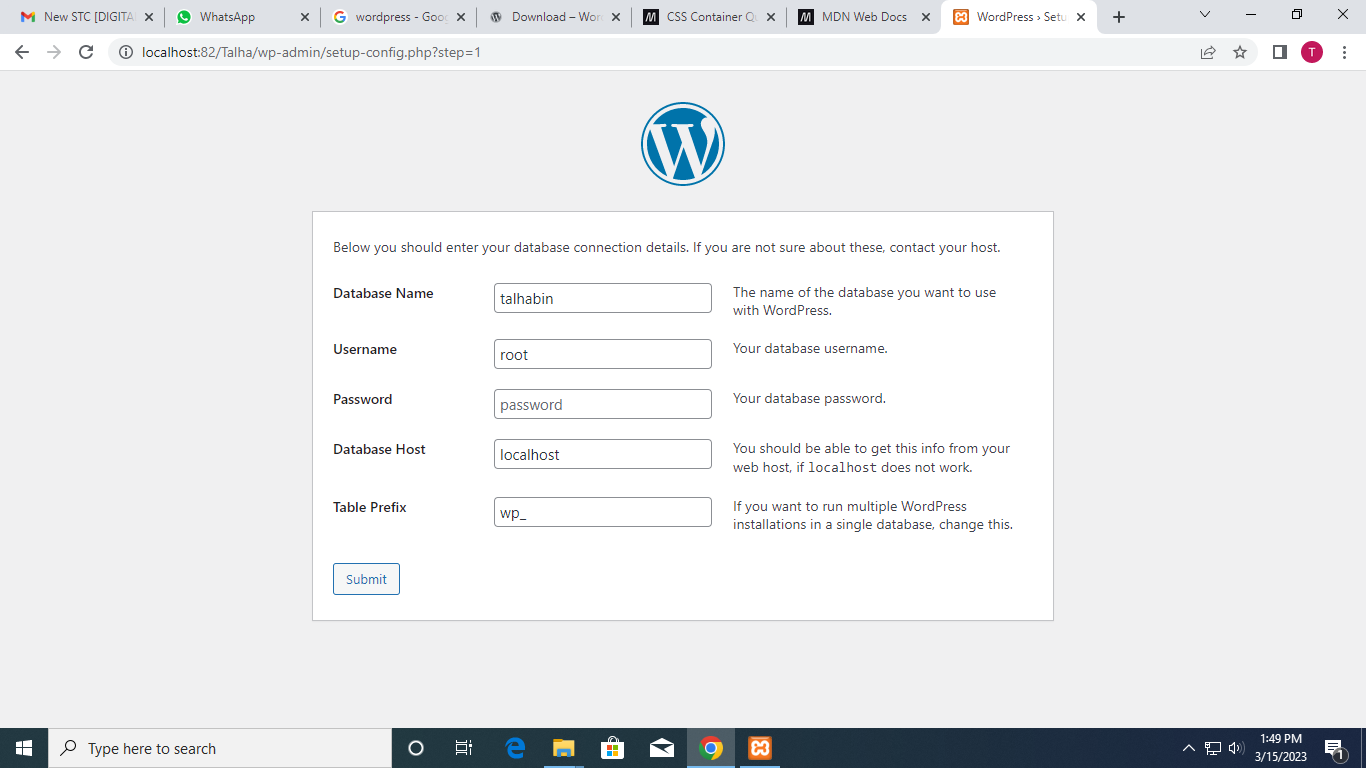 New STC [DIGITA
WhatsApp
wordpress - Goog
Download – Wor
CSS Container Qu
MDN Web Docs
WordPress › Setu
localhost:82/Talha/wp-admin/setup-config.php?step=1
T
Below you should enter your database connection details. If you are not sure about these, contact your host.
Database Name
talhabin
The name of the database you want to use
with WordPress.
Username
root
Your database username.
Password
password
Your database password.
Database Host
localhost
You should be able to get this info from your
web host, if localhost does not work.
Table Prefix
wp_
If you want to run multiple WordPress
installations in a single database, change this.
Submit
Type here to search
1:49 PM
3/15/2023
1